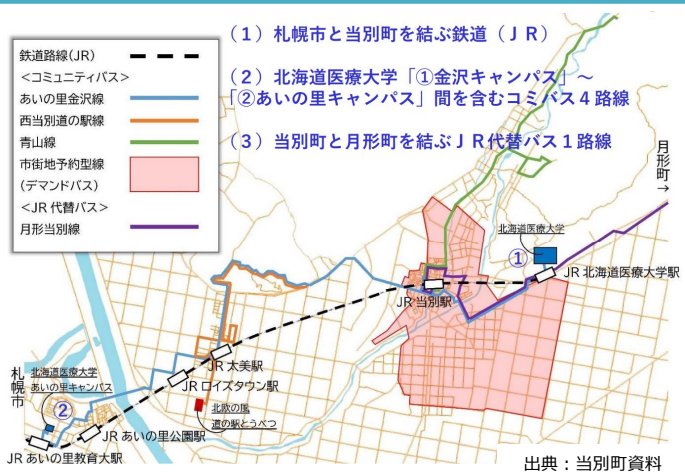 （1）札幌市と当別町を結ぶ鉄道（JR）
（2）北海道医療大学「①金沢キャンパス」～
「②あいの里キャンパス」間を含むコミバス４路線
（3）当別町と月形町を結ぶＪＲ代替バス１路線
鉄道路線(JR)
<コミュニティバス>
あいの里金沢線
西当別道の駅線
青山線
市街地予約型線
(デマンドバス)
<JR 代替バス>
月形当別線
月形町→
北海道医療大学
①
JR 北海道医療大学駅
JR 当別駅
JR 太美駅
JR ロイズタウン駅
北欧の風
道の駅とうべつ
札幌市
北海道医療大学
あいの里キャンパス
②
JR あいの里公園駅
JR あいの里教育大駅
出典：当別町資料